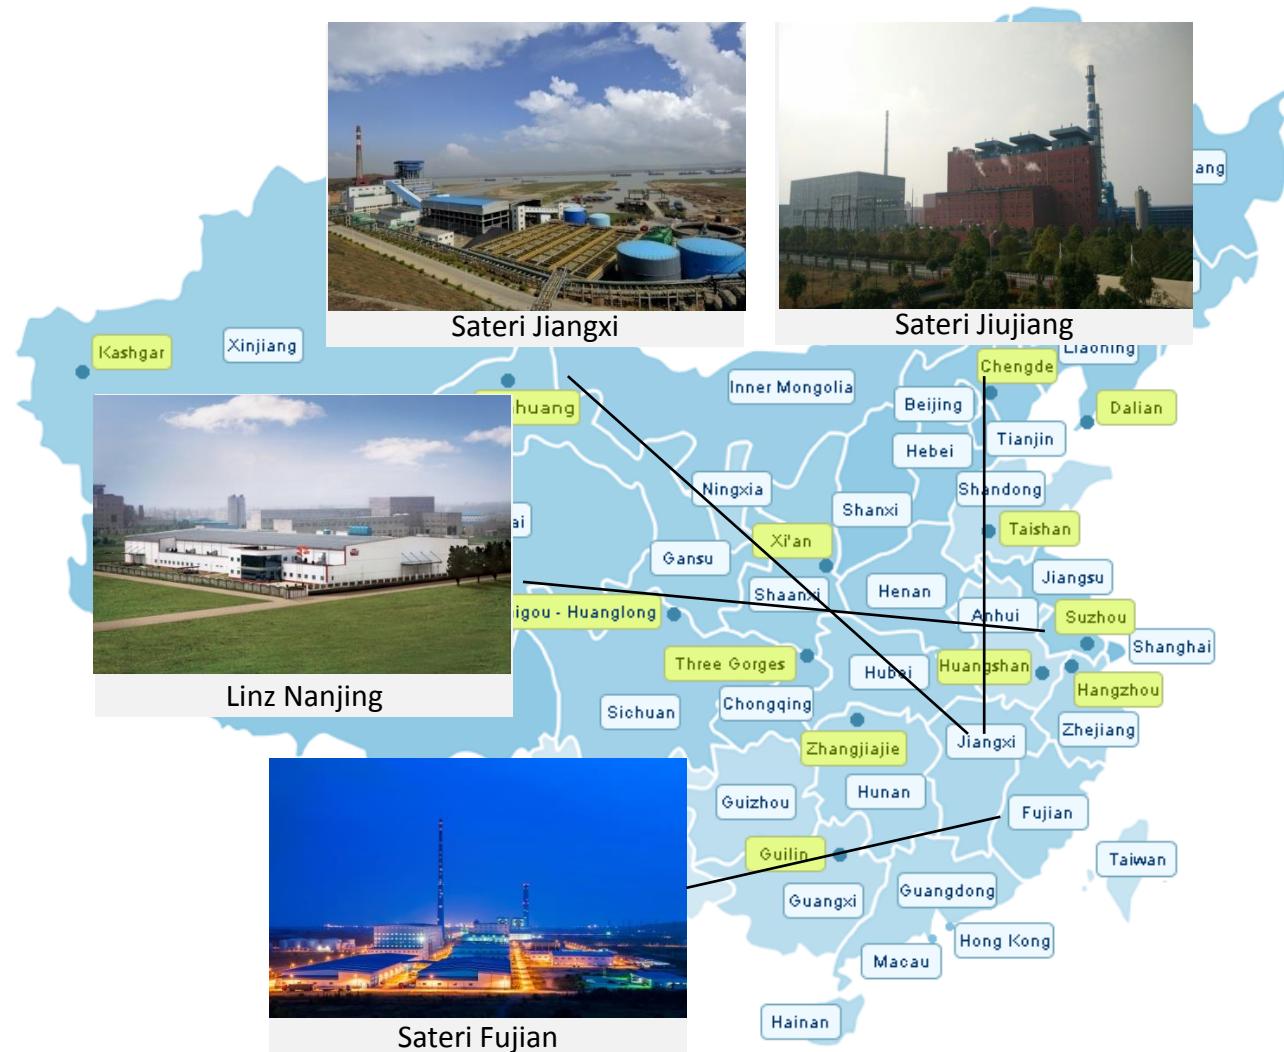 ang
Sateri Jiangxi
Sateri Jiujiang
Kashgar
Xinjiang
Liaoning
Chengde
Inner Mongolia
Beijing
Dalian
huang
Tianjin
Hebei
Ningxia
Shandong
Shanxi
ai
Taishan
Xi'an
Gansu
Jiangsu
Shaanxi
Henan
Anhui
igou - Huanglong
Suzhou
Shanghai
Three Gorges
Hubei
Huangshan
Hangzhou
Linz Nanjing
Sichuan
Chongqing
Zhejiang
Zhangjiajie
Jiangxi
Guizhou
Hunan
Fujian
Guilin
Taiwan
Guangxi
Guangdong
Hong Kong
Macau
Hainan
Sateri Fujian